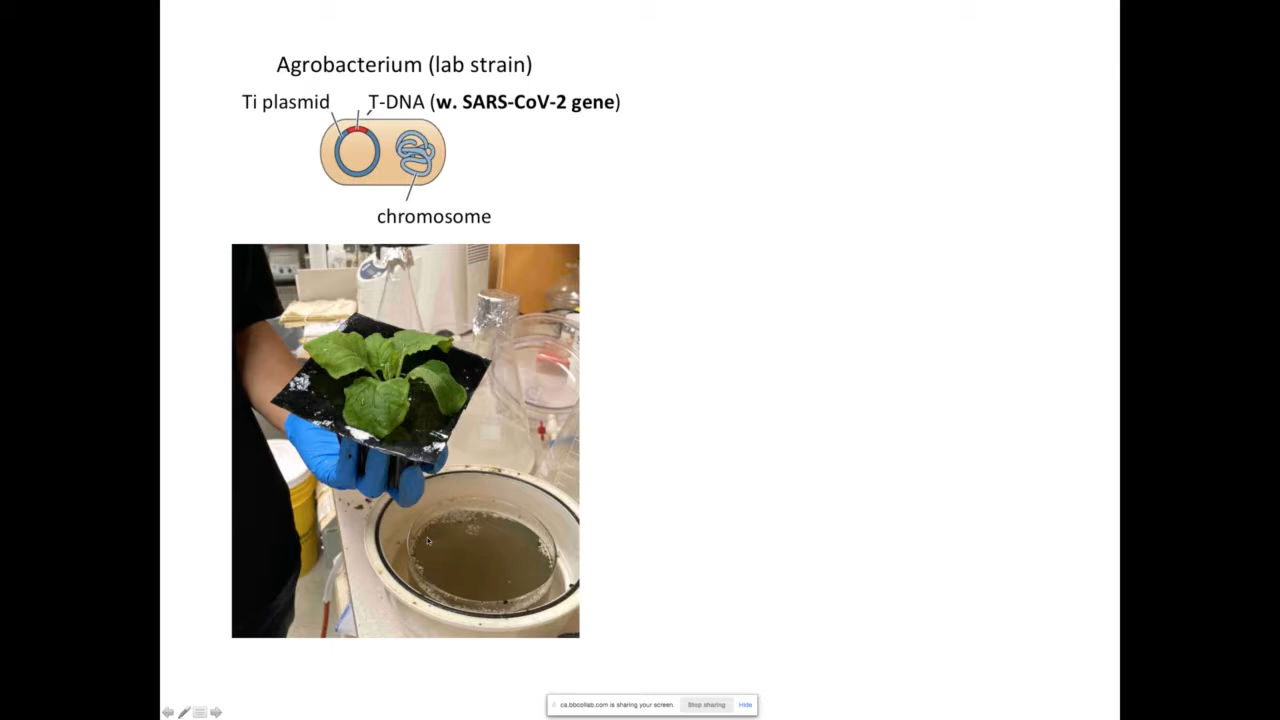 Agrobacterium (lab strain)
Ti plasmid T-DNA (w. SARS-CoV-2 gene)
chromosome
ca.bbcollab.com is sharing your screen. Stop sharing Hide